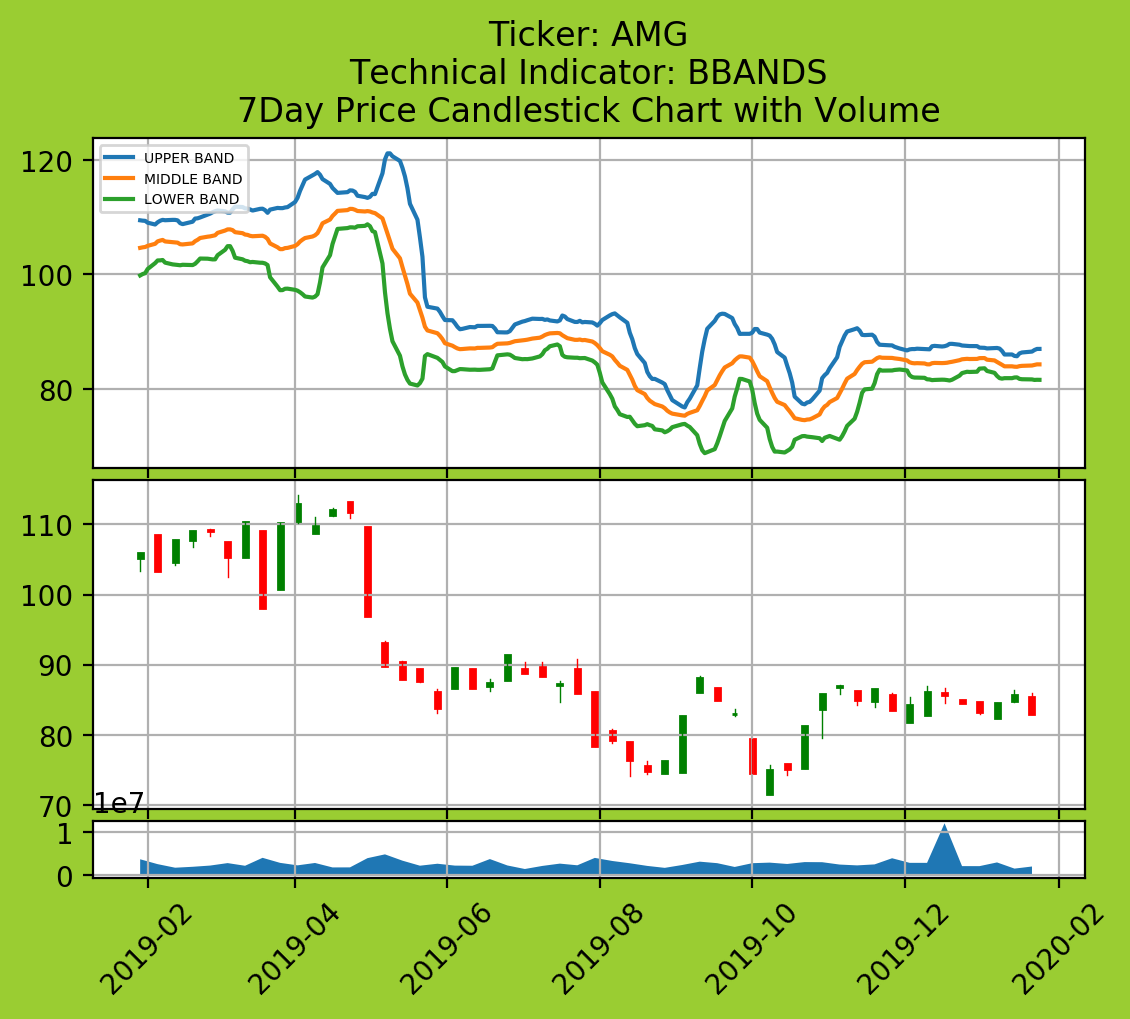 Ticker: AMG
Technical Indicator: BBANDS
7Day Price Candlestick Chart with Volume
120
100
80
UPPER BAND
MIDDLE BAND
LOWER BAND
110
100
90
80
70
1e7
1
0
2019-02
2019-04
2019-06
2019-08
2019-10
2019-12
2020-02